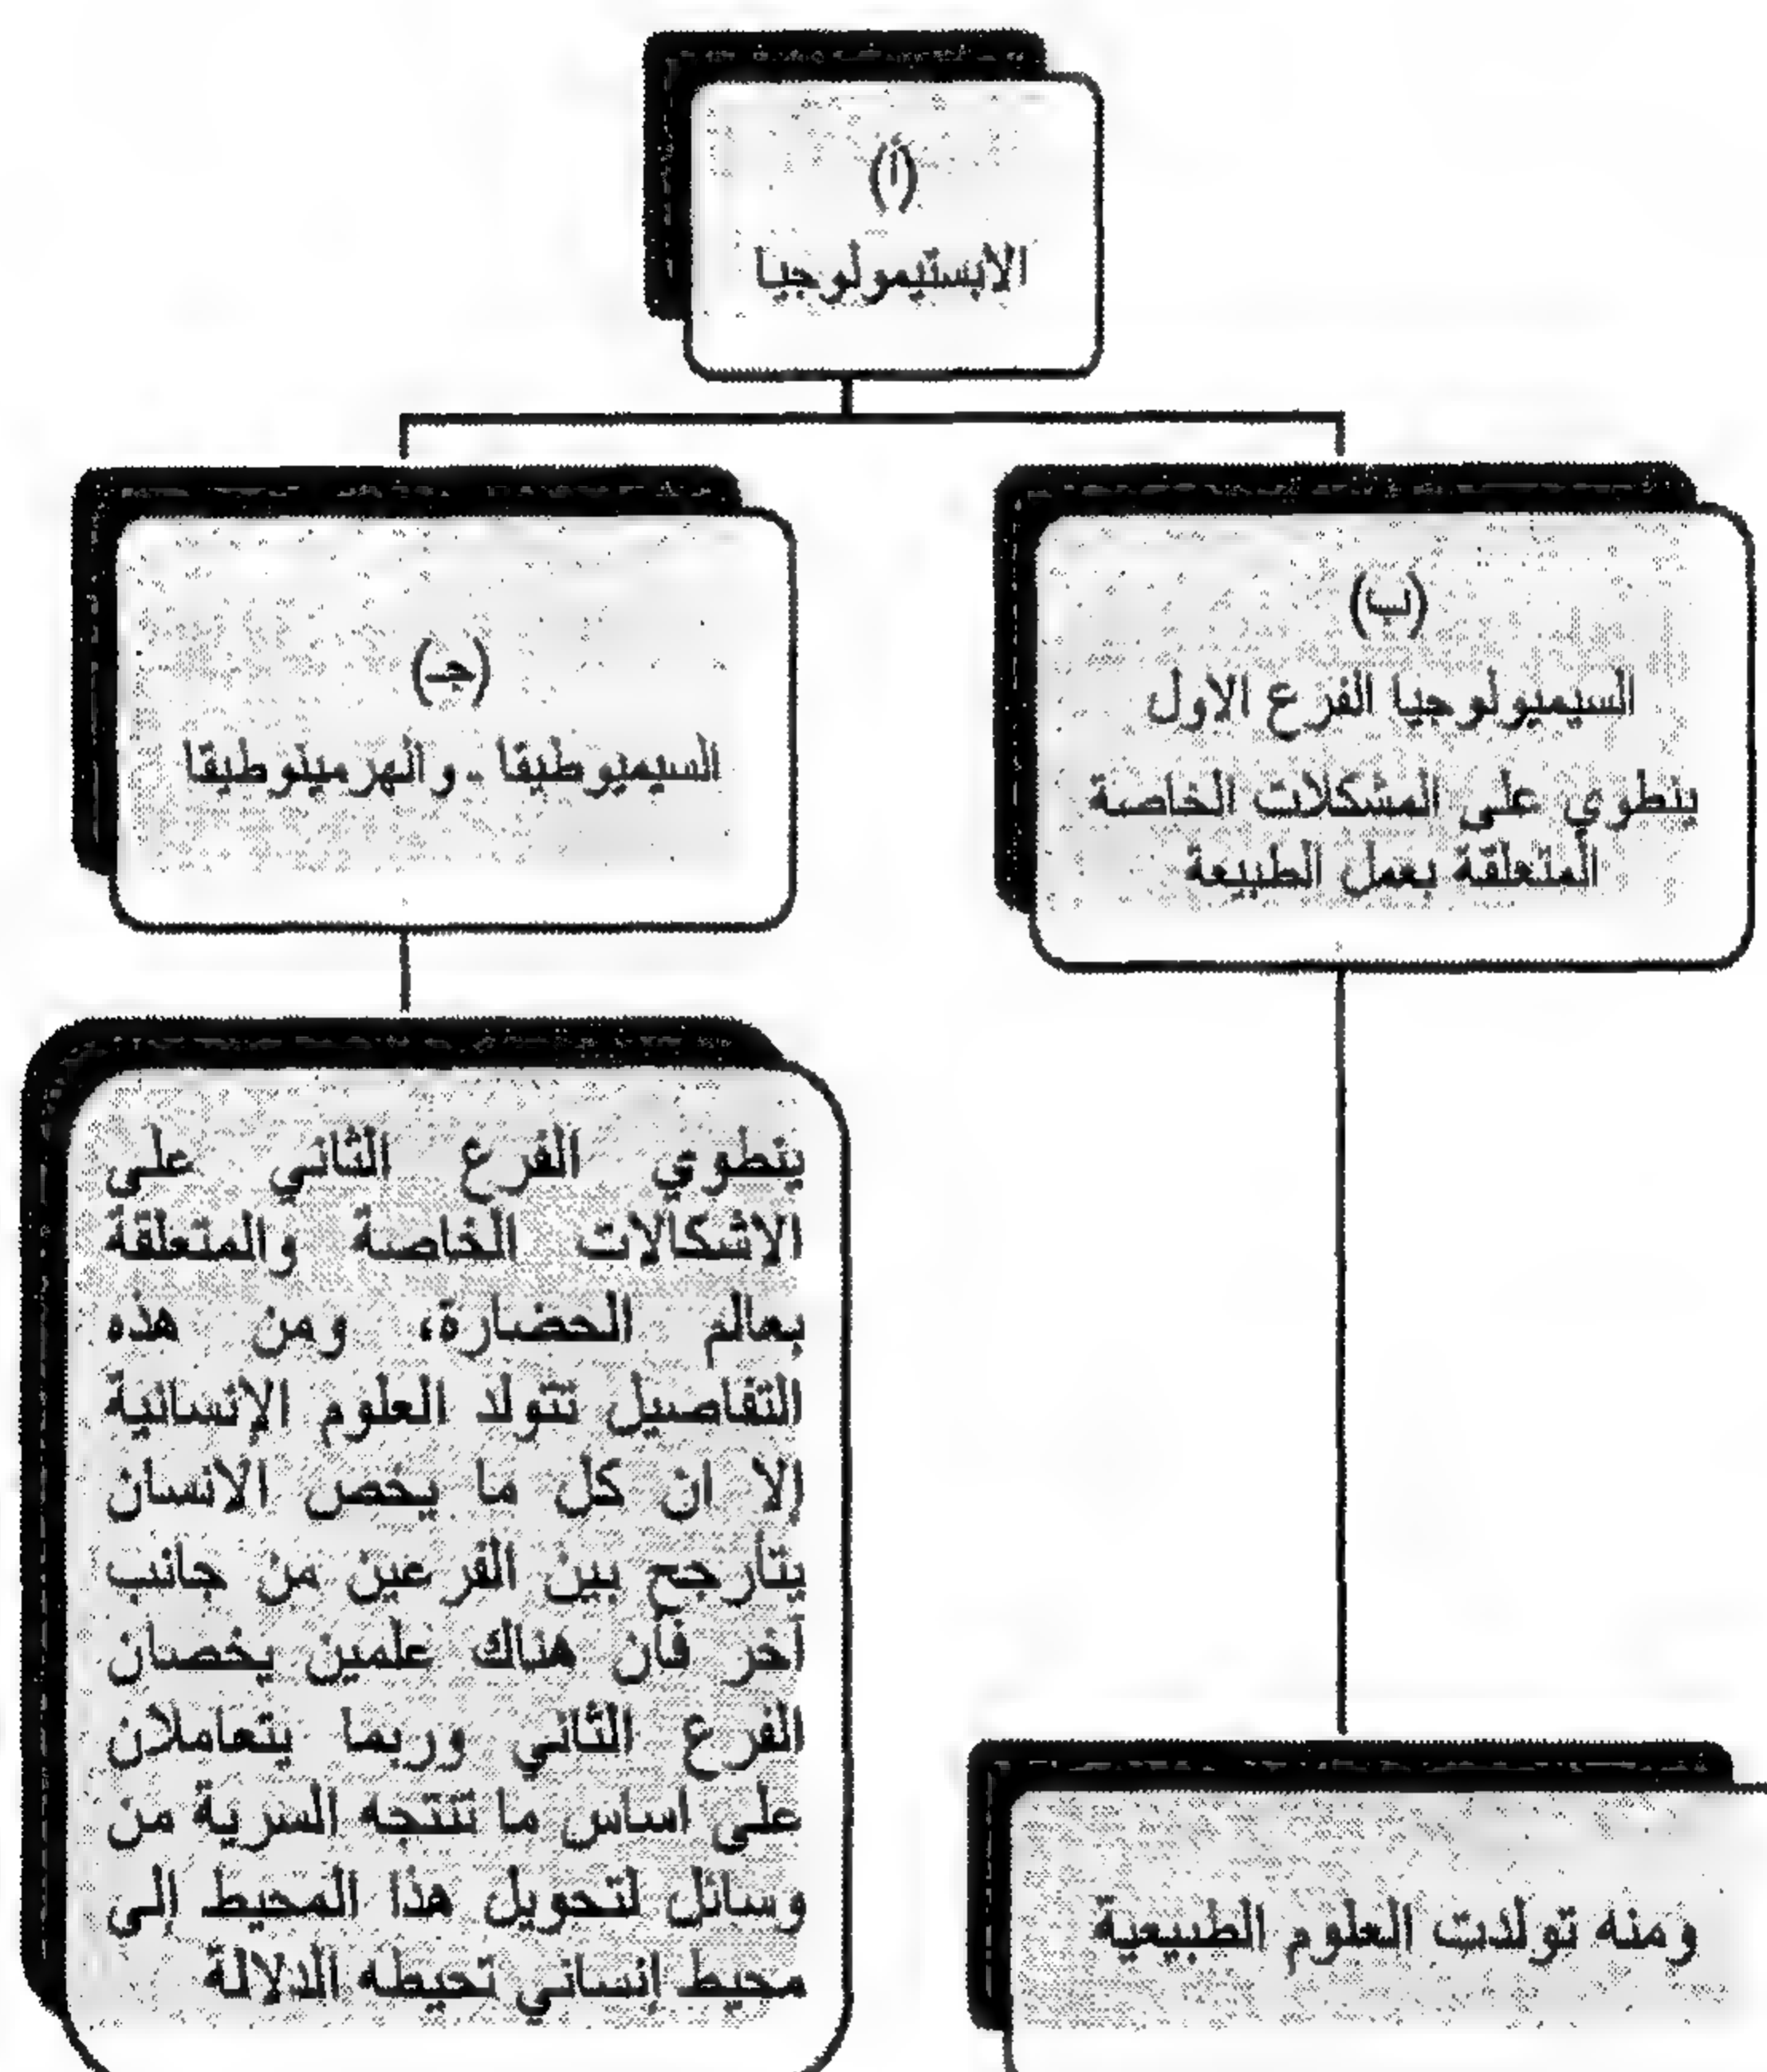 (أ)
الابستيمولوجيا
(ب)
السيميولوجيا الفرع الاول
ينطوي على المشكلات الخاصة
المتعلقة بعمل الطبيعة
(جـ)
السيميوطيقا - والهرمينوطيقا
ينطوي الفرع الثاني على
الاشكالات الخاصة والمتعلقة
بعالم الحضارة، ومن هذه
التفاصيل تتولد العلوم الإنسانية
إلا ان كل ما يخص الانسان
يتأرجح بين الفرعين من جانب
آخر فأن هناك علمين يخصان
الفرع الثاني وربما يتعاملان
على اساس ما تنتجه السرية من
وسائل لتحويل هذا المحيط إلى
محيط إنساني تحيطه الدلالة
ومنه تولدت العلوم الطبيعية